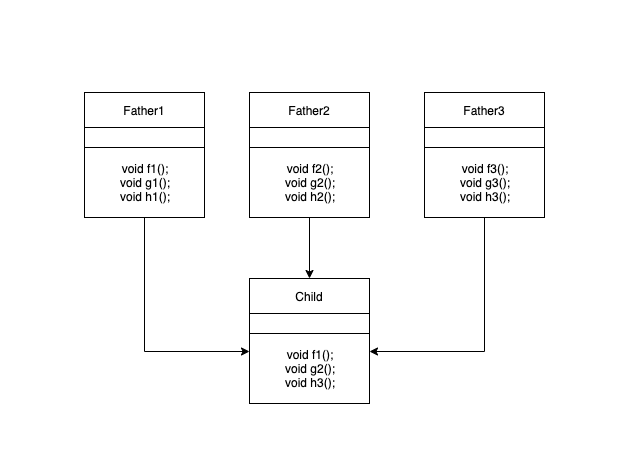 Father1
void f1();
void g1();
void h1();
Father2
void f2();
void g2();
void h2();
Father3
void f3();
void g3();
void h3();
Child
void f1();
void g2();
void h3();